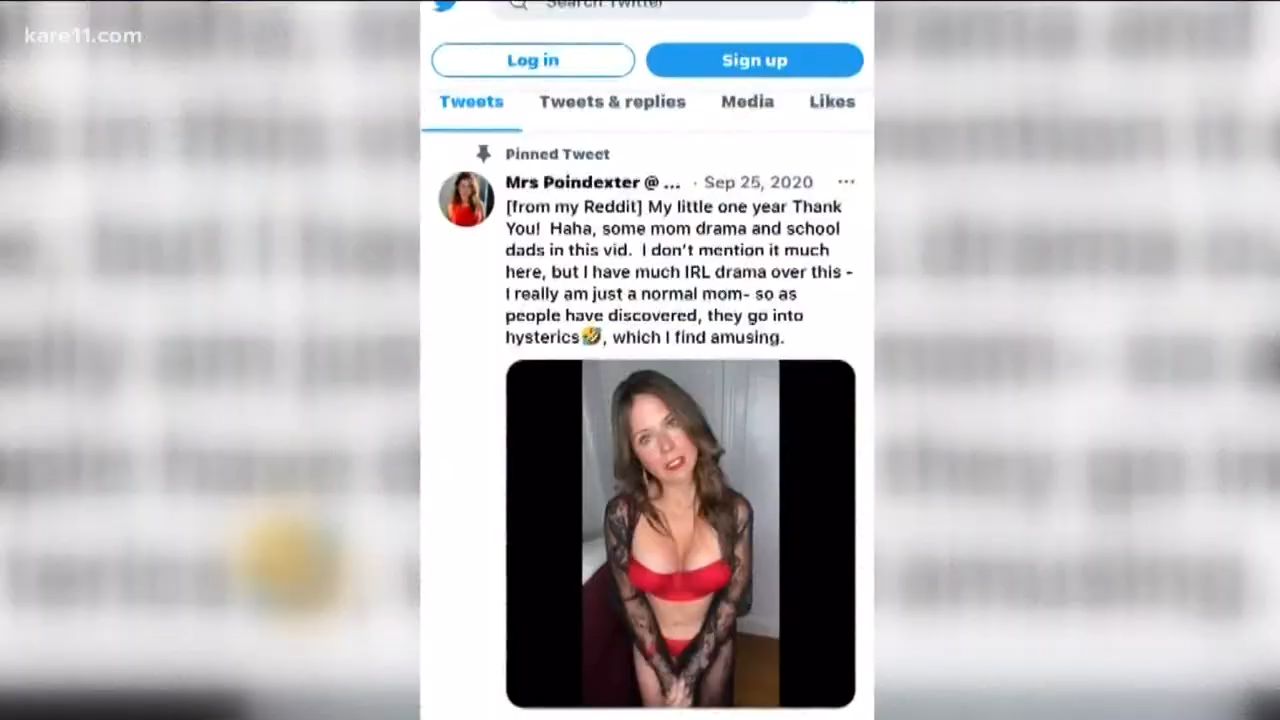 kare11.com
Search Twitter
Log in
Sign up
Tweets
Tweets & replies
Media
Likes
Pinned Tweet
Mrs Poindexter @ ... · Sep 25, 2020 ...
[from my Reddit] My little one year Thank
You! Haha, some mom drama and school
dads in this vid. I don't mention it much
here, but I have much IRL drama over this -
I really am just a normal mom- so as
people have discovered, they go into
hysterics🤣, which I find amusing.